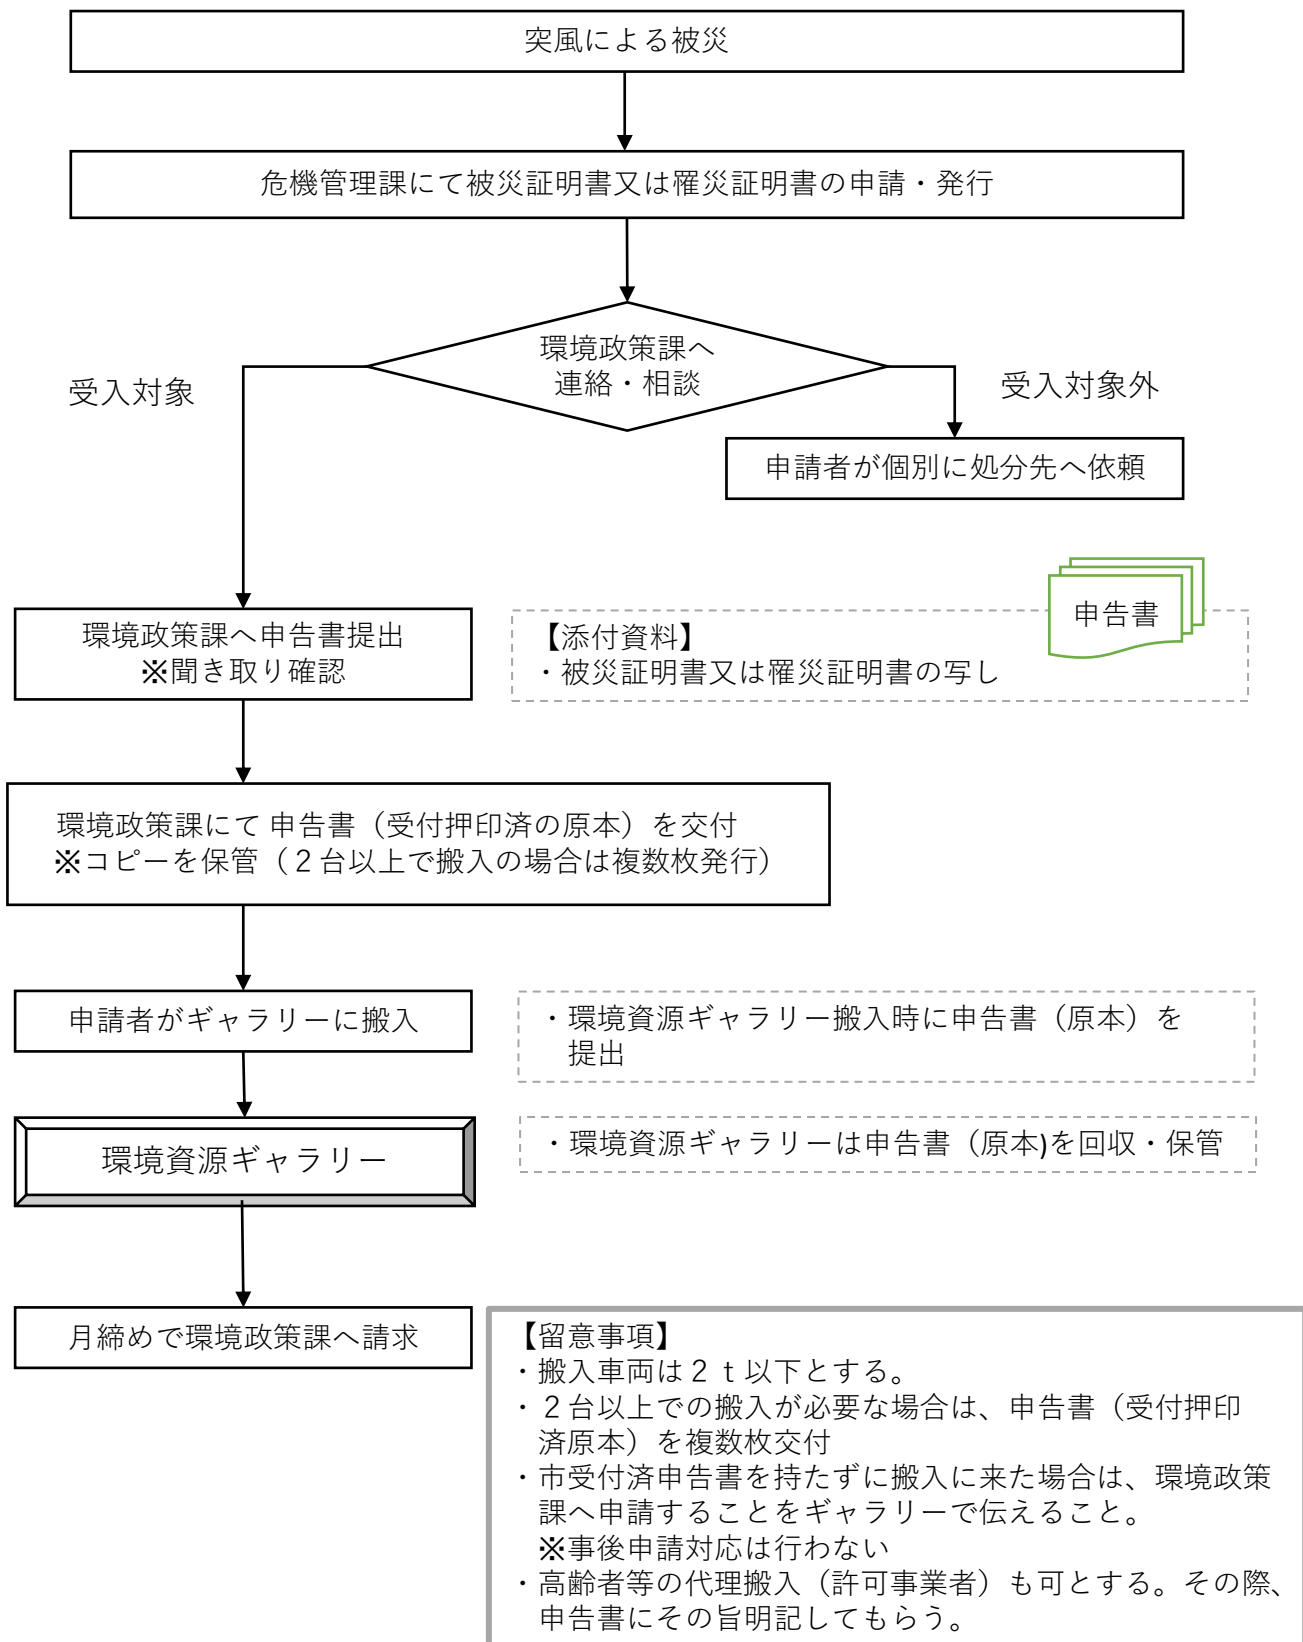 突風による被災
危機管理課にて被災証明書又は罹災証明書の申請・発行
環境政策課へ
連絡・相談
受入対象
受入対象外
申請者が個別に処分先へ依頼
申告書
環境政策課へ申告書提出
※聞き取り確認
【添付資料】
・被災証明書又は罹災証明書の写し
環境政策課にて 申告書（受付押印済の原本）を交付
※コピーを保管（２台以上で搬入の場合は複数枚発行）
申請者がギャラリーに搬入
・環境資源ギャラリー搬入時に申告書（原本）を
提出
環境資源ギャラリー
・環境資源ギャラリーは申告書（原本)を回収・保管
月締めで環境政策課へ請求
【留意事項】
・搬入車両は２ｔ以下とする。
・２台以上での搬入が必要な場合は、申告書（受付押印
済原本）を複数枚交付
・市受付済申告書を持たずに搬入に来た場合は、環境政策
課へ申請することをギャラリーで伝えること。
※事後申請対応は行わない
・高齢者等の代理搬入（許可事業者）も可とする。その際、
申告書にその旨明記してもらう。